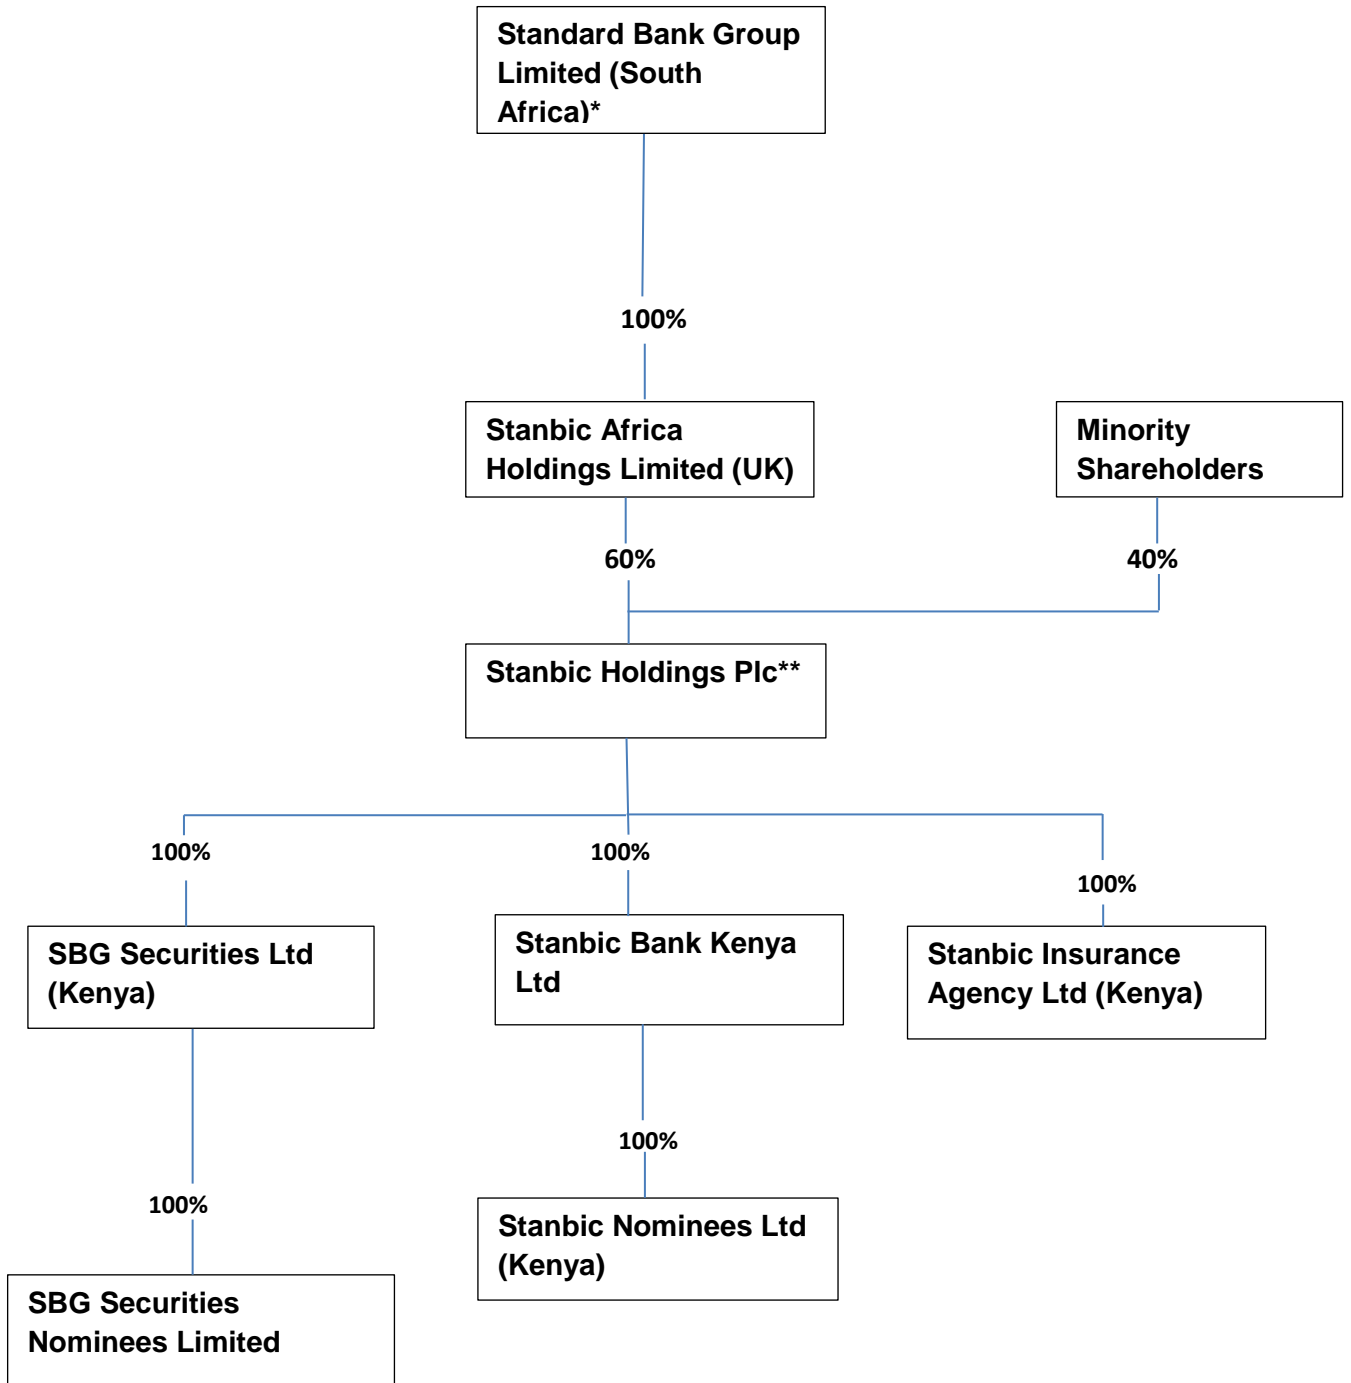 Standard Bank Group
Limited (South
Africa)*
100%
Stanbic Africa
Holdings Limited (UK)
Minority
Shareholders
60%
40%
Stanbic Holdings Plc**
100%
100%
100%
SBG Securities Ltd
(Kenya)
Stanbic Bank Kenya
Ltd
Stanbic Insurance
Agency Ltd (Kenya)
100%
100%
Stanbic Nominees Ltd
(Kenya)
SBG Securities
Nominees Limited